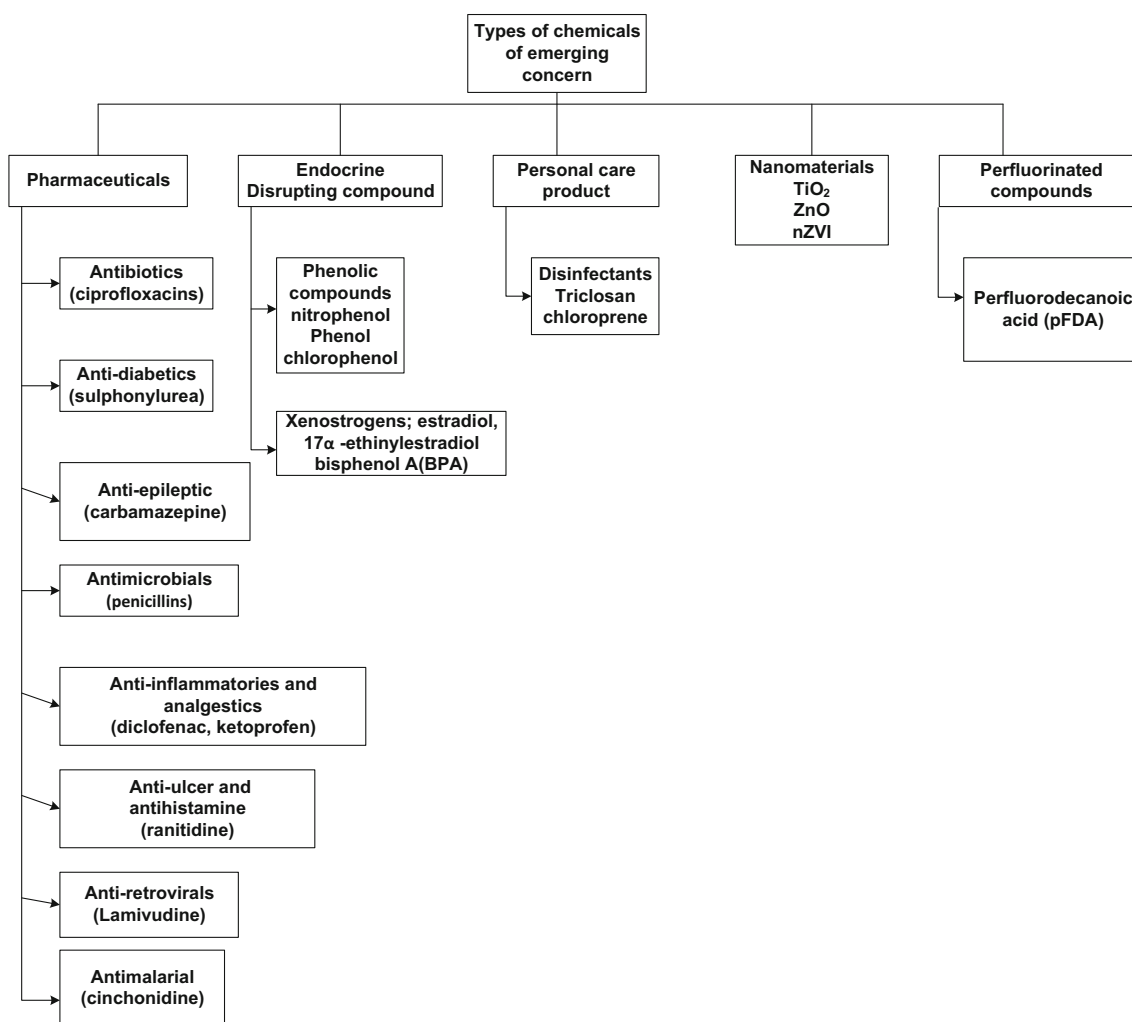 Types of chemicals
of emerging
concern
Pharmaceuticals
Endocrine
Disrupting compound
Personal care
product
Nanomaterials
TiO₂
ZnO
nZVI
Perfluorinated
compounds
Antibiotics
(ciprofloxacins)
Anti-diabetics
(sulphonylurea)
Anti-epileptic
(carbamazepine)
Antimicrobials
(penicillins)
Anti-inflammatories and
analgestics
(diclofenac, ketoprofen)
Anti-ulcer and
antihistamine
(ranitidine)
Anti-retrovirals
(Lamivudine)
Antimalarial
(cinchonidine)
Phenolic
compounds
nitrophenol
Phenol
chlorophenol
Xenostrogens; estradiol,
17α -ethinylestradiol
bisphenol A(BPA)
Disinfectants
Triclosan
chloroprene
Perfluorodecanoic
acid (pFDA)